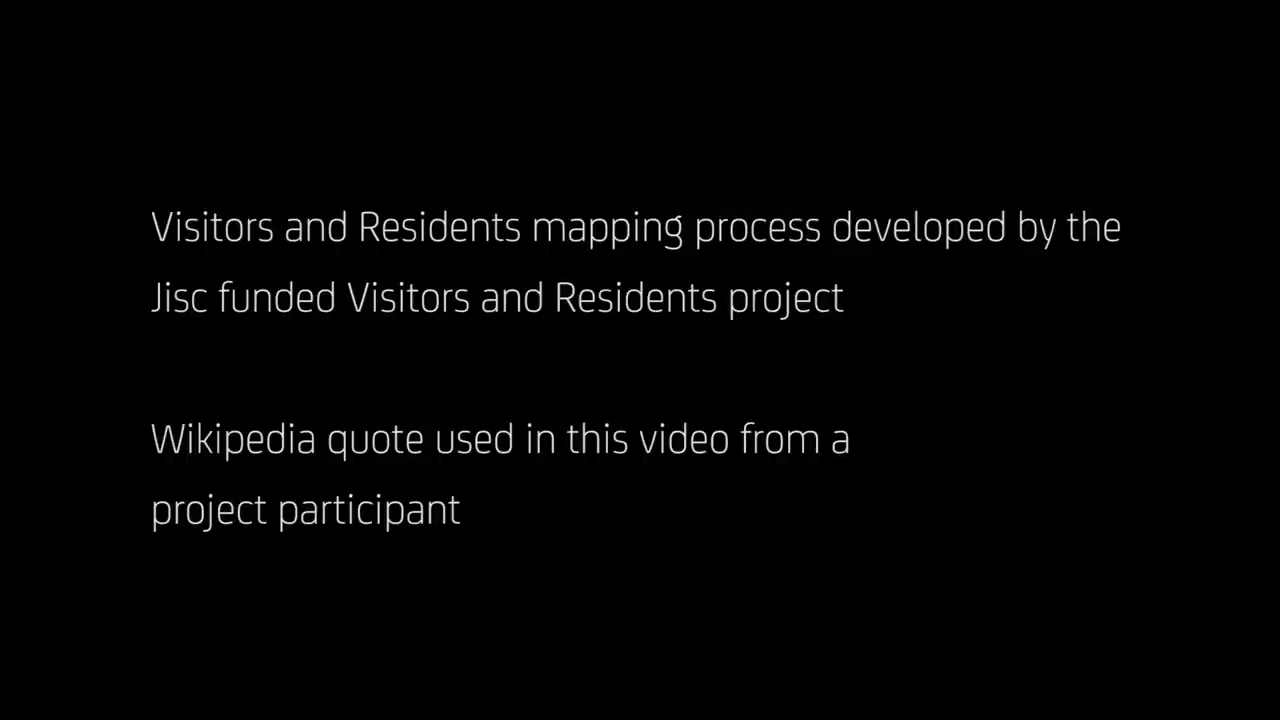 Visitors and Residents mapping process developed by the
Jisc funded Visitors and Residents project
Wikipedia quote used in this video from a
project participant